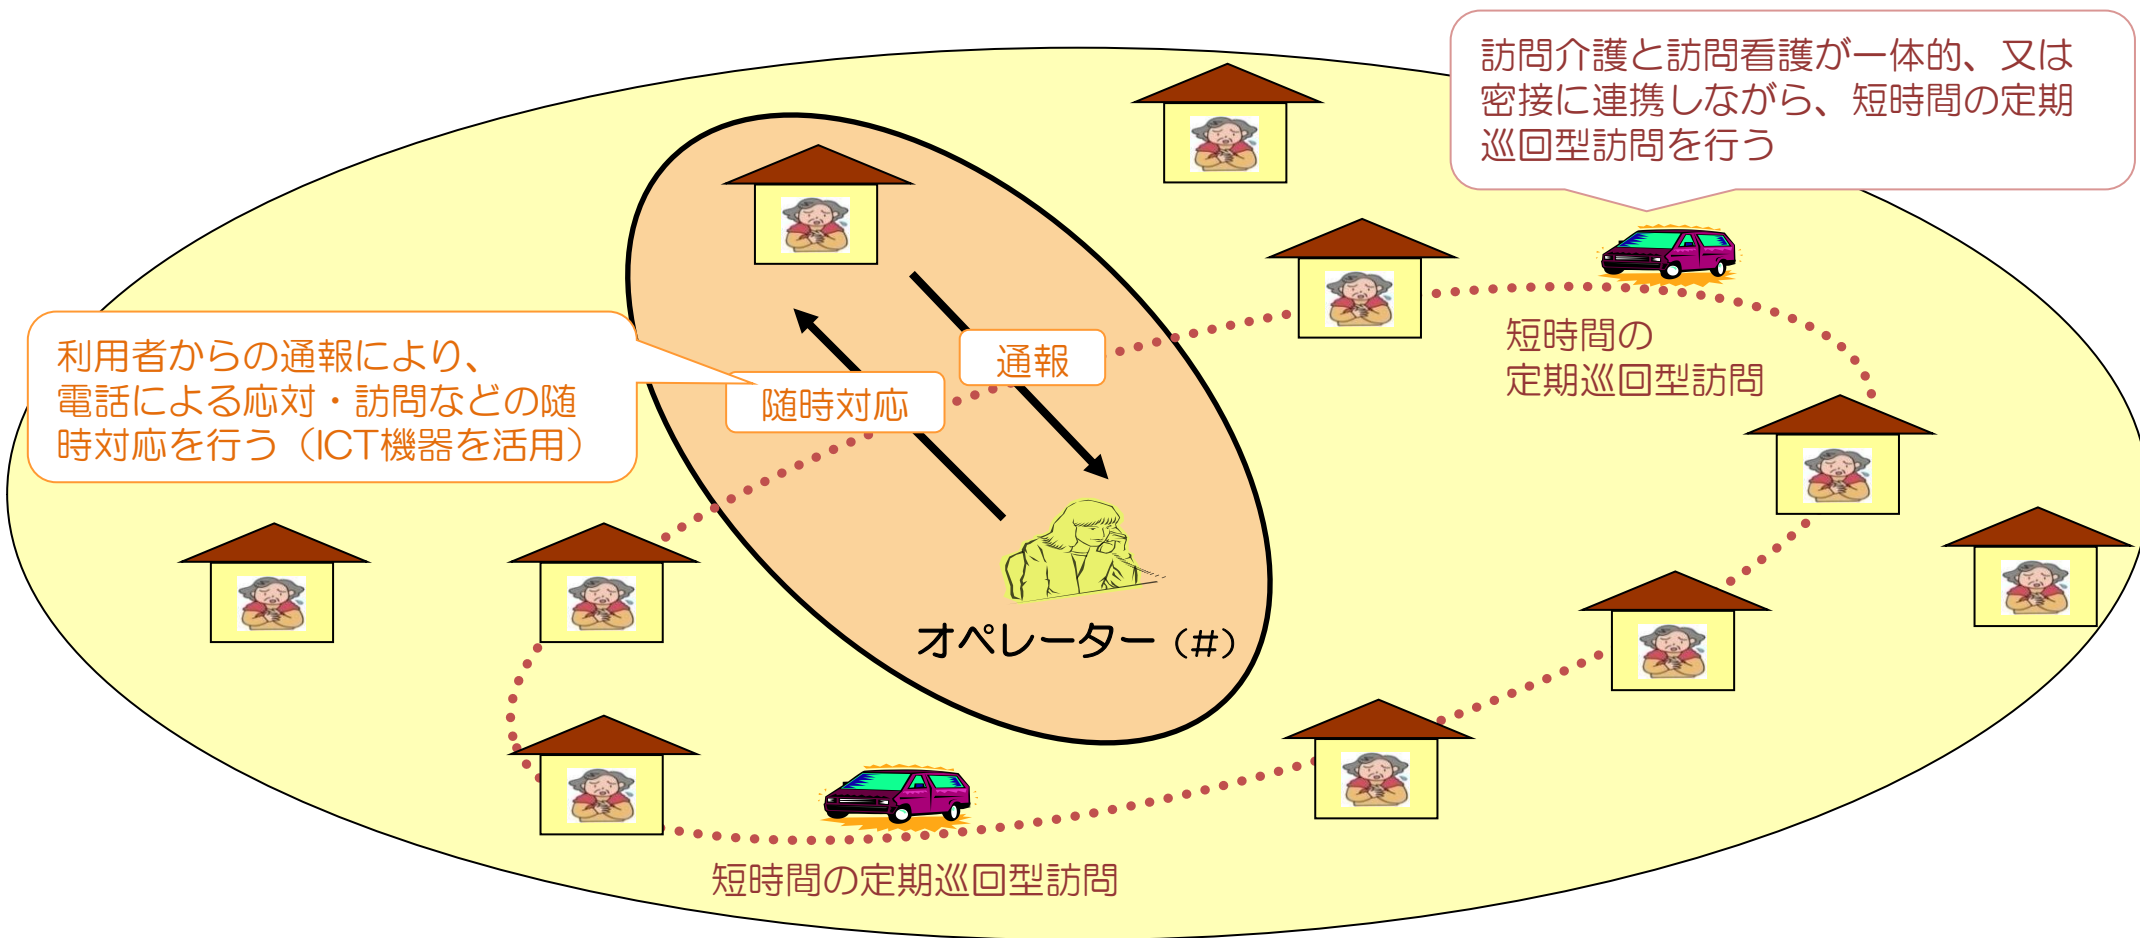 訪問介護と訪問看護が一体的、又は
密接に連携しながら、短時間の定期
巡回型訪問を行う
利用者からの通報により、
電話による応対・訪問などの随
時対応を行う（ICT機器を活用）
通報
随時対応
短時間の
定期巡回型訪問
オペレーター（＃）
短時間の定期巡回型訪問